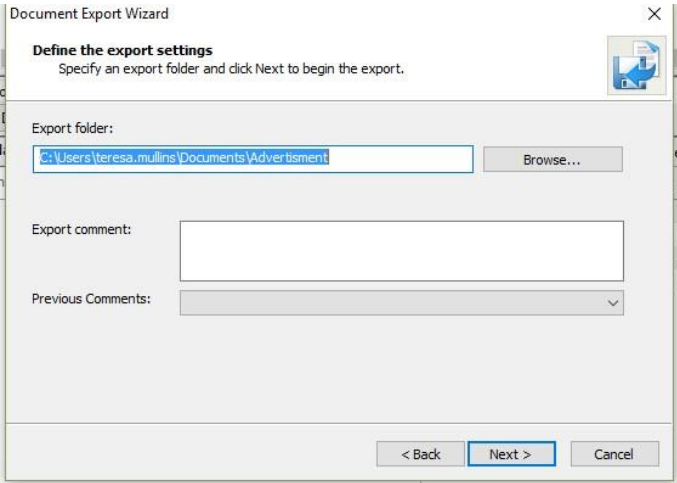 Document Export Wizard
Define the export settings
Specify an export folder and click Next to begin the export.
Export folder:
C:\Users\teresa.mullins\Documents\Advertisment
Browse...
Export comment:
Previous Comments:
< Back
Next >
Cancel